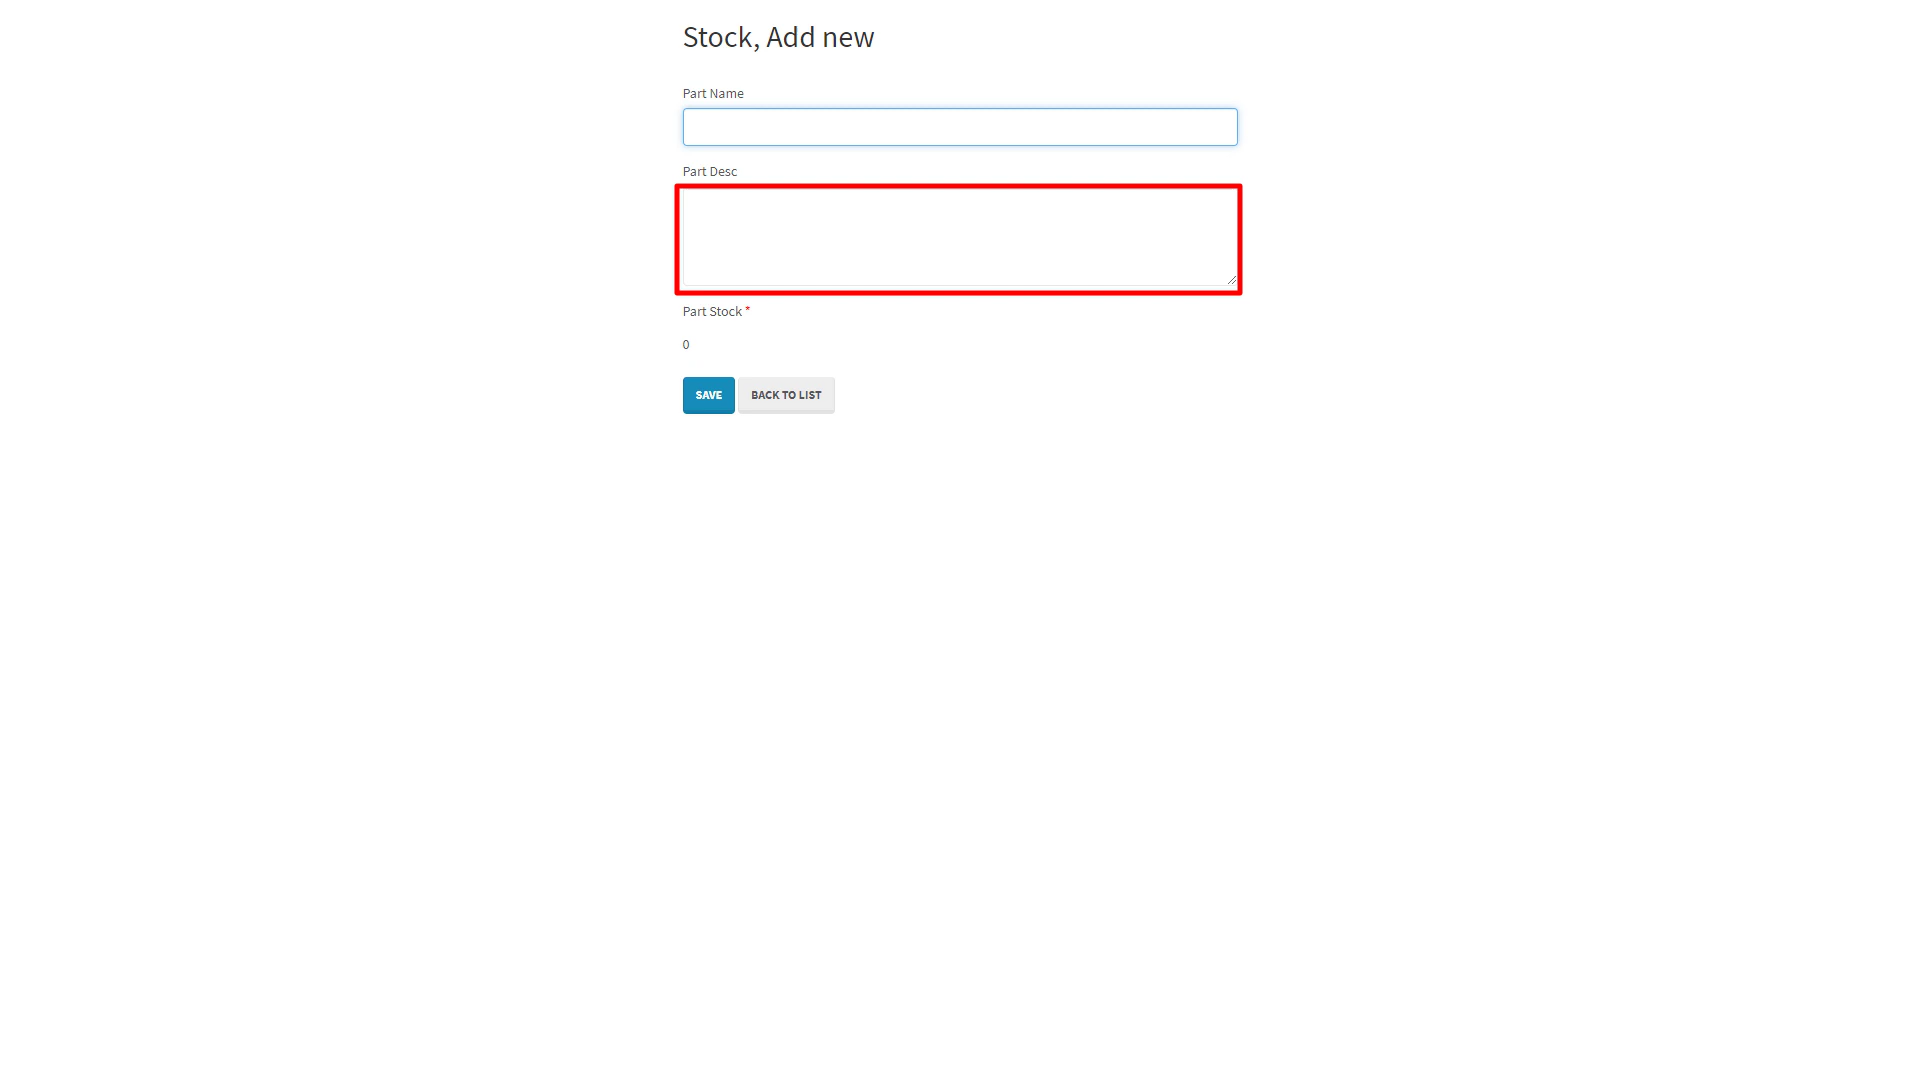 Stock, Add new
Part Name
Part Desc
Part Stock *
0
SAVE BACK TO LIST